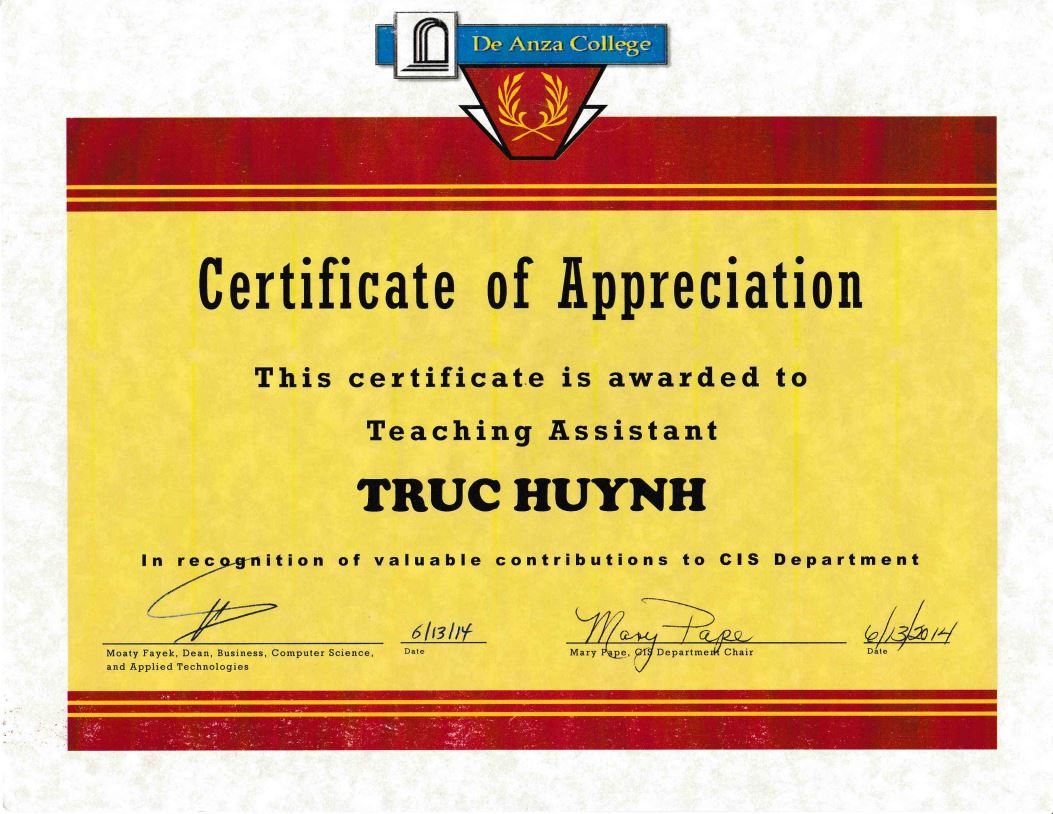 De Anza College
Certificate of Appreciation
This certificate is awarded to
Teaching Assistant
TRUC HUYNH
In recognition of valuable contributions to CIS Department
6/13/14
Mary Pape
6/13/2014
Moaty Fayek, Dean, Business, Computer Science,
and Applied Technologies
Date
Mary Pape, CIS Department Chair
Date